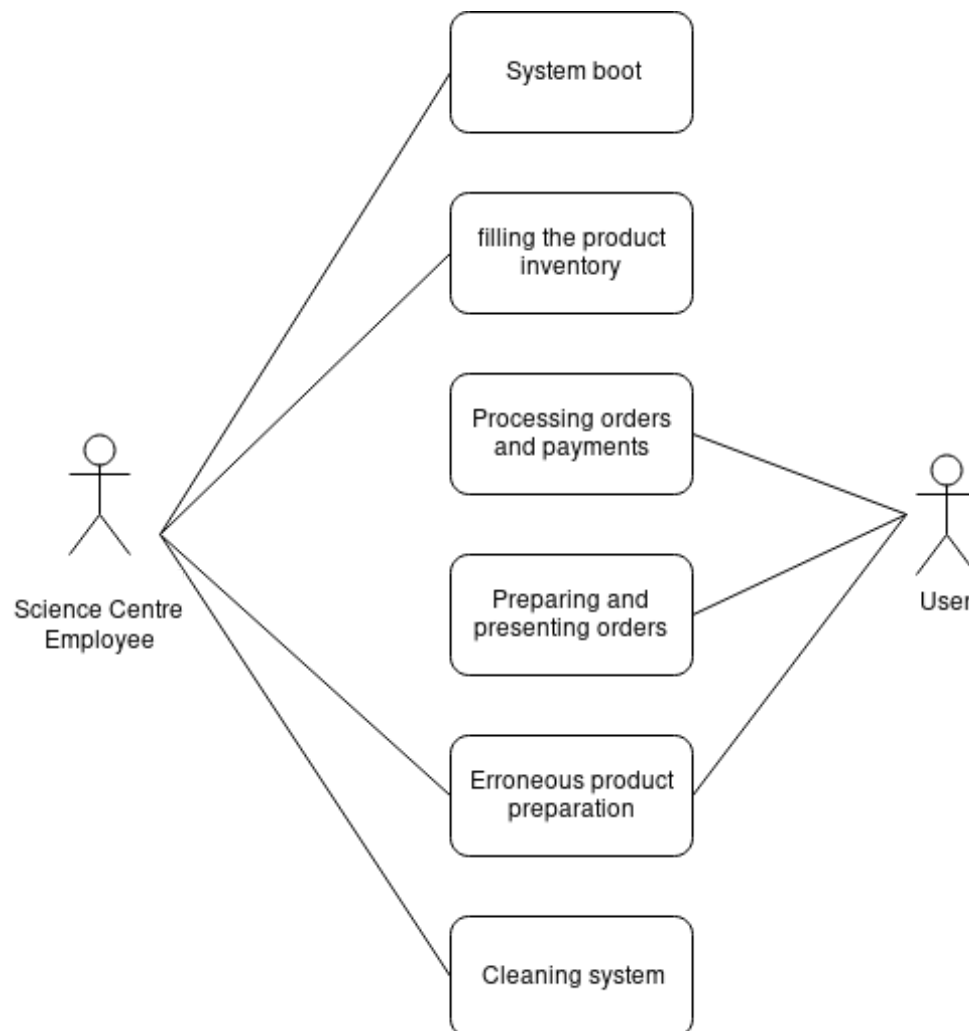 System boot
filling the product
inventory
Processing orders
and payments
Science Centre
Employee
Preparing and
presenting orders
User
Erroneous product
preparation
Cleaning system